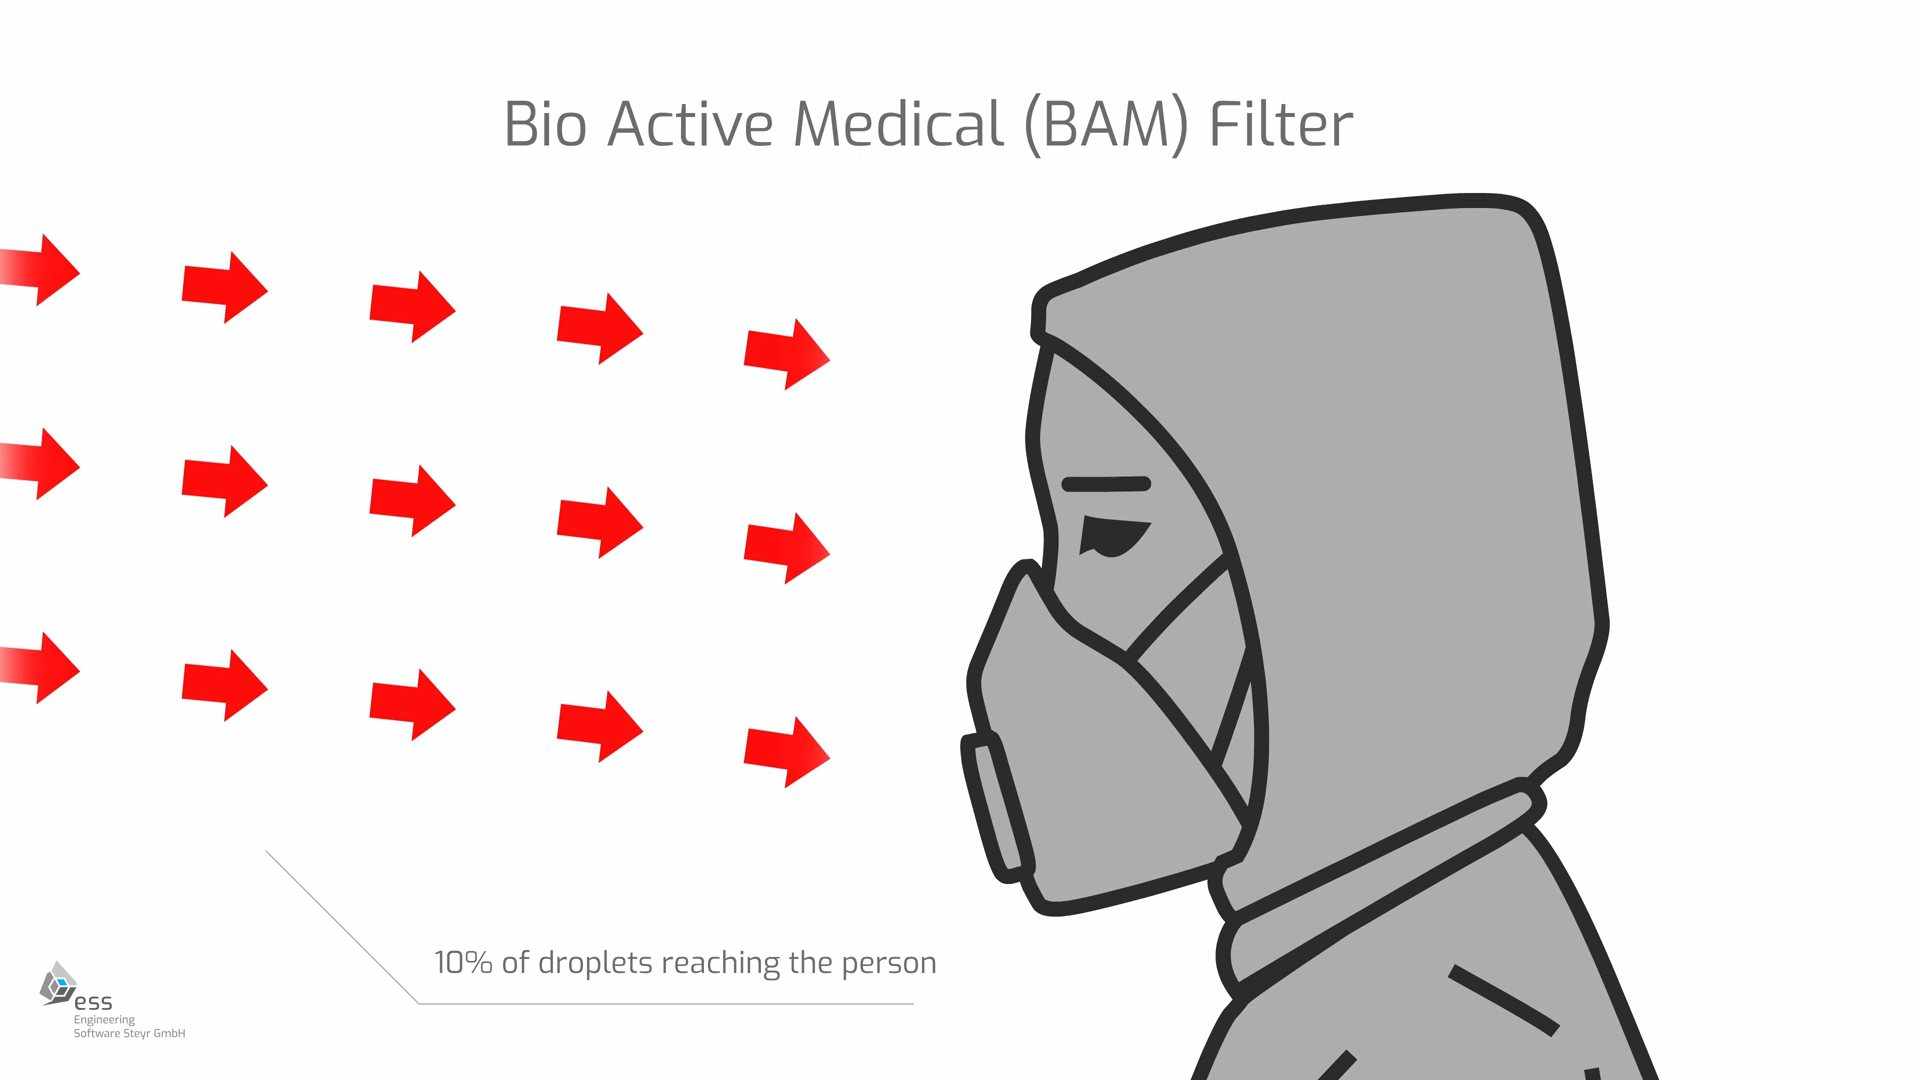 Bio Active Medical (BAM) Filter
10% of droplets reaching the person
ess
Engineering
Software Steyr GmbH